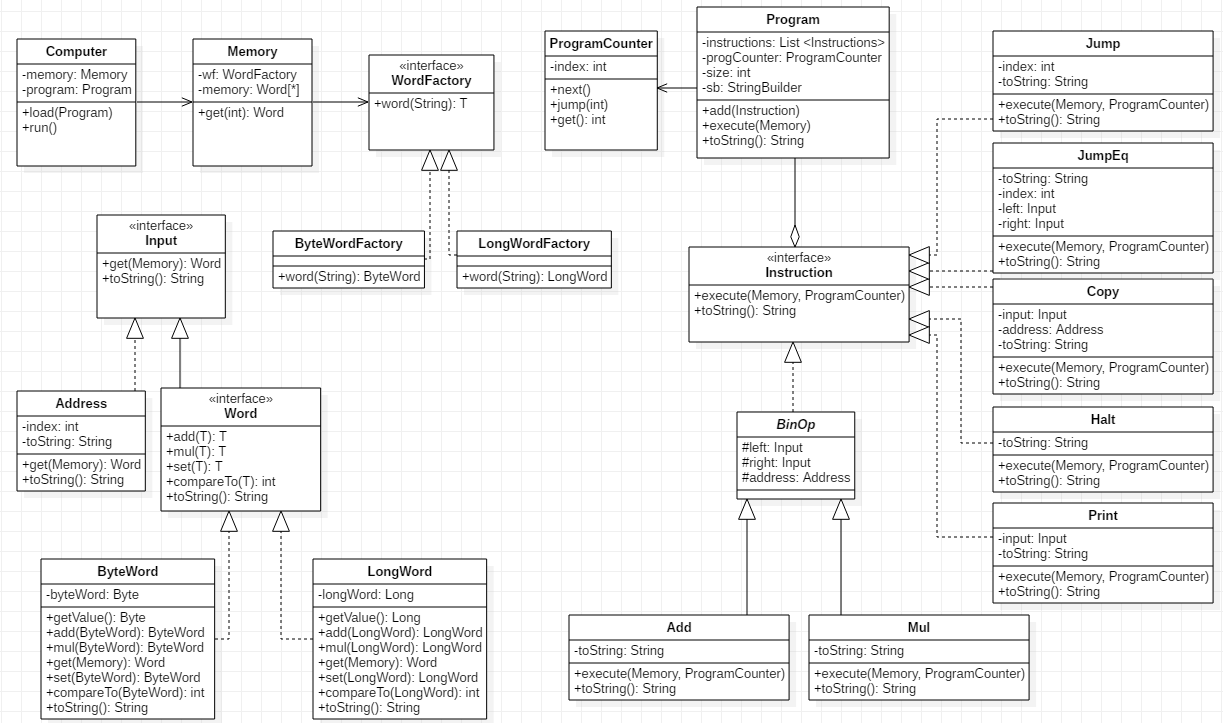 Computer
-memory: Memory
-program: Program
+load(Program)
+run()
Memory
-wf: WordFactory
-memory: Word[*]
+get(int): Word
«interface»
WordFactory
+word(String): T
ProgramCounter
-index: int
+next()
+jump(int)
+get(): int
Program
-instructions: List <Instructions>
-progCounter: ProgramCounter
-size: int
-sb: StringBuilder
+add(Instruction)
+execute(Memory)
+toString(): String
Jump
-index: int
-toString: String
+execute(Memory, ProgramCounter)
+toString(): String
JumpEq
-toString: String
-index: int
-left: Input
-right: Input
+execute(Memory, ProgramCounter)
+toString(): String
«interface»
Input
+get(Memory): Word
+toString(): String
ByteWordFactory
+word(String): ByteWord
LongWordFactory
+word(String): LongWord
«interface»
Instruction
+execute(Memory, ProgramCounter)
+toString(): String
Copy
-input: Input
-address: Address
-toString: String
+execute(Memory, ProgramCounter)
+toString(): String
Address
-index: int
-toString: String
+get(Memory): Word
+toString(): String
«interface»
Word
+add(T): T
+mul(T): T
+set(T): T
+compareTo(T): int
+toString(): String
BinOp
#left: Input
#right: Input
#address: Address
Halt
-toString: String
+execute(Memory, ProgramCounter)
+toString(): String
Print
-input: Input
-toString: String
+execute(Memory, ProgramCounter)
+toString(): String
ByteWord
-byteWord: Byte
+getValue(): Byte
+add(ByteWord): ByteWord
+mul(ByteWord): ByteWord
+get(Memory): Word
+set(ByteWord): ByteWord
+compareTo(ByteWord): int
+toString(): String
LongWord
-longWord: Long
+getValue(): Long
+add(LongWord): LongWord
+mul(LongWord): LongWord
+get(Memory): Word
+set(LongWord): LongWord
+compareTo(LongWord): int
+toString(): String
Add
-toString: String
+execute(Memory, ProgramCounter)
+toString(): String
Mul
-toString: String
+execute(Memory, ProgramCounter)
+toString(): String